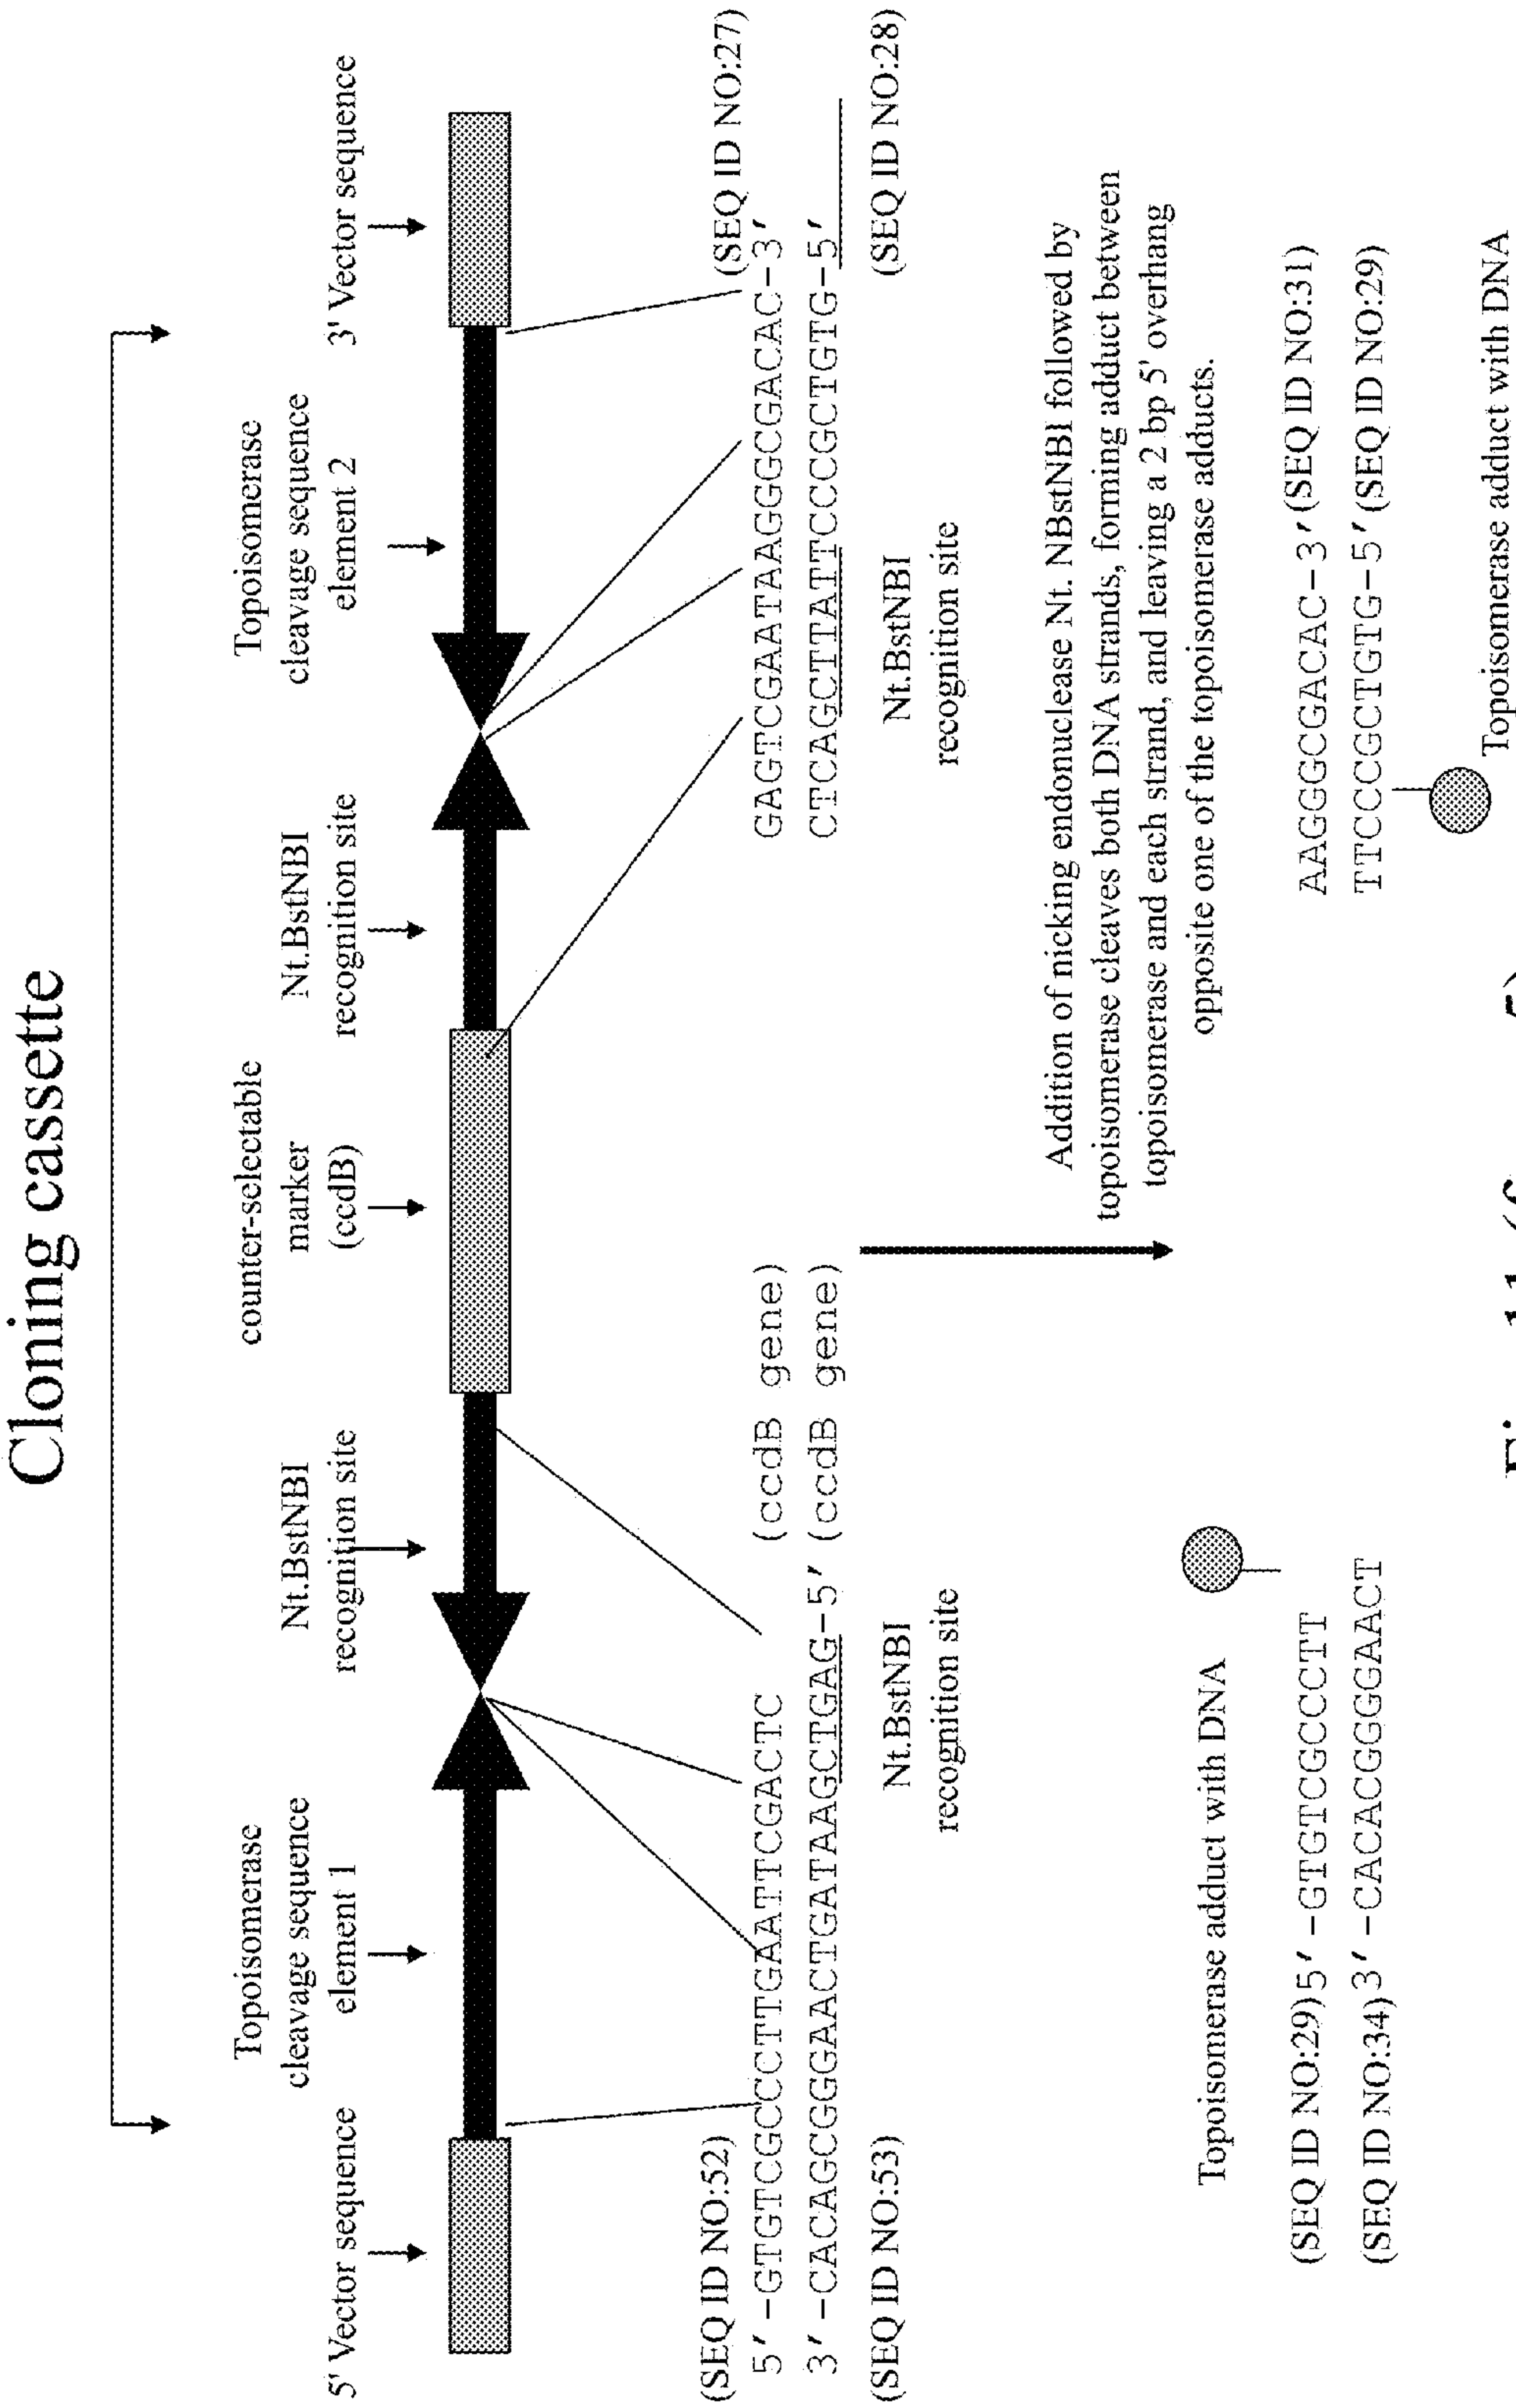 Cloning cassette
5' Vector sequence
Topoisomerase
cleavage sequence
element 1
Nt.BstNBI
recognition site
counter-selectable
marker
(ccdB)
Nt.BstNBI
recognition site
Topoisomerase
cleavage sequence
element 2
3' Vector sequence
(SEQ ID NO:52)
5'-GTGTCGCCCTTGAATTCGACTC (ccdB gene)
3'-CACAGCGGGAACTGATAAGCTGAG-5' (ccdB gene)
(SEQ ID NO:53)
Nt.BstNBI
recognition site
(SEQ ID NO:27)
GAGTCGAATAAGGGCGACAC-3'
CTCAGCTTATTCCCGCTGTG-5'
(SEQ ID NO:28)
Nt.BstNBI
recognition site
Addition of nicking endonuclease Nt. NBstNBI followed by
topoisomerase cleaves both DNA strands, forming adduct between
topoisomerase and each strand, and leaving a 2 bp 5' overhang
opposite one of the topoisomerase adducts.
Topoisomerase adduct with DNA
(SEQ ID NO:29)5'-GTGTCGCCCTT
(SEQ ID NO:34)3'-CACACGGGGAACT
AAGGGCGACAC-3'(SEQ ID NO:31)
TTCCCGCTGTG-5'(SEQ ID NO:29)
Topoisomerase adduct with DNA